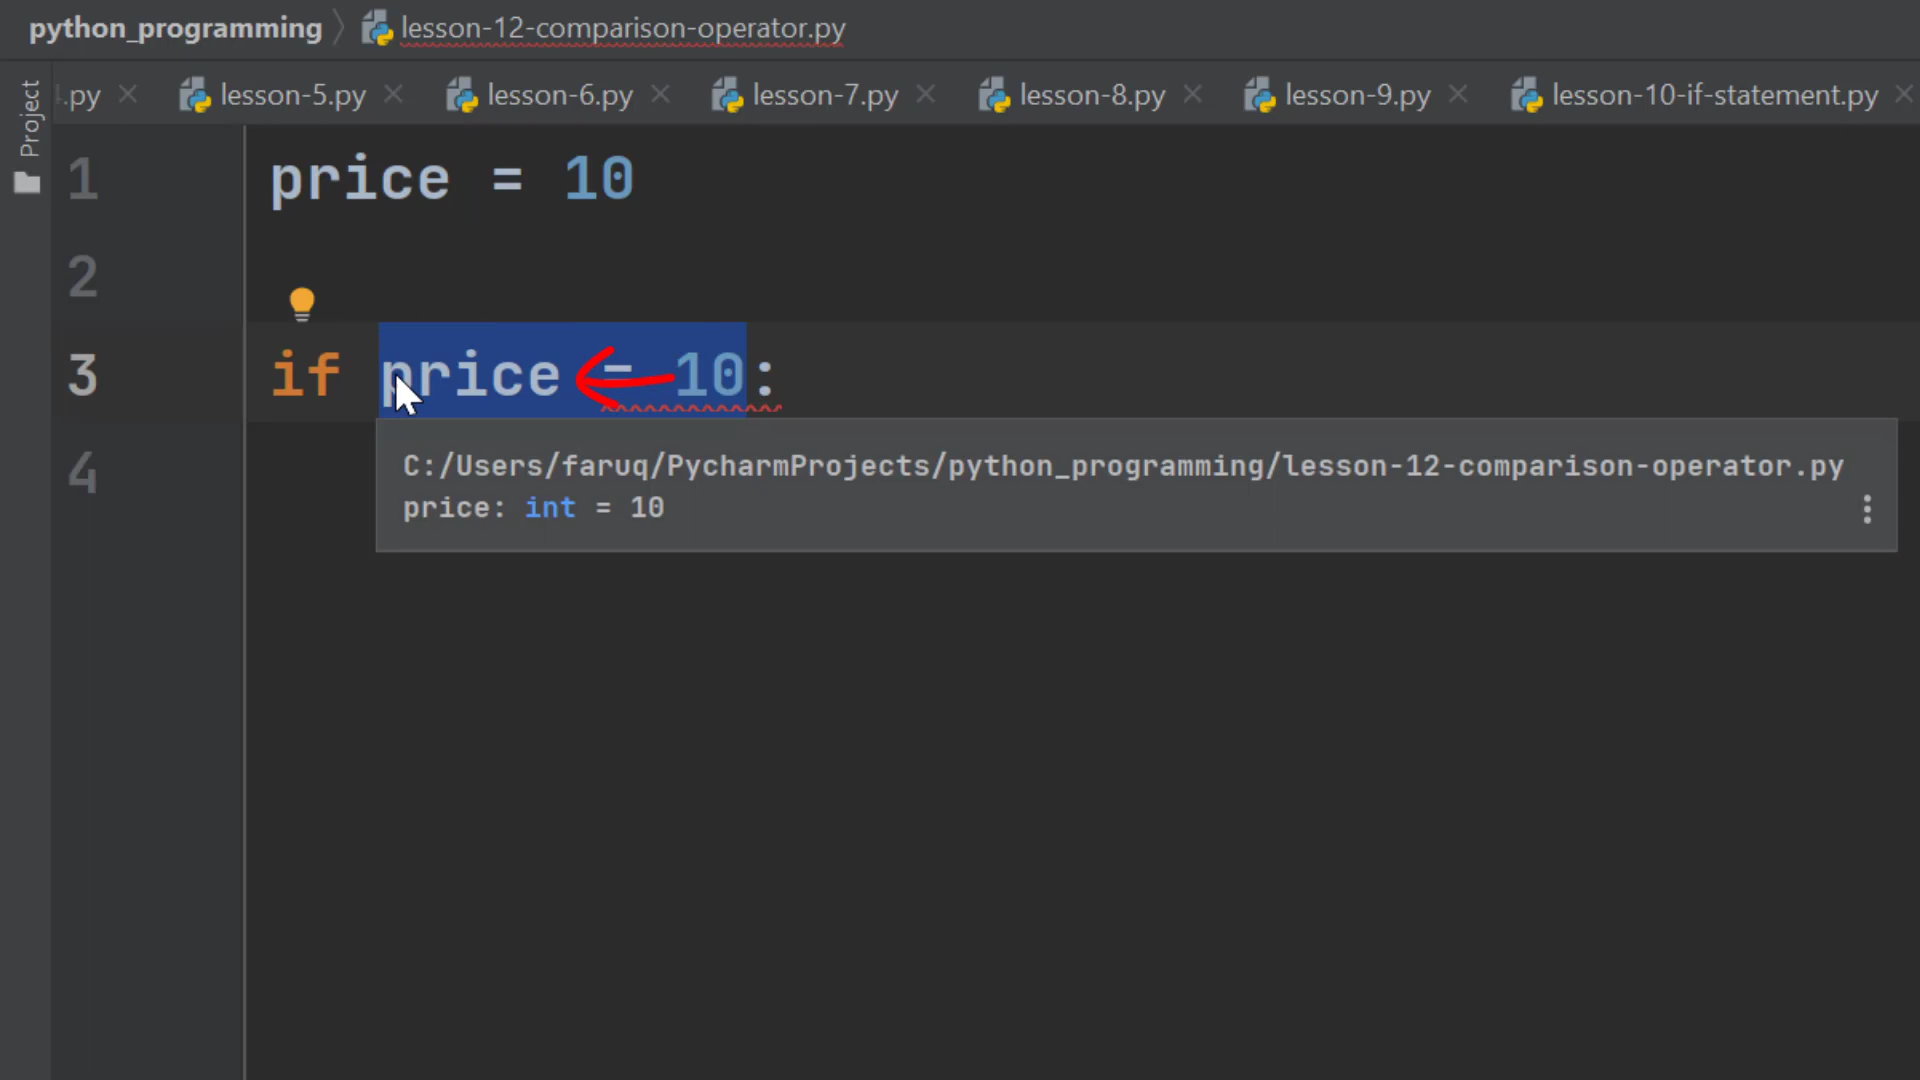 python_programming lesson-12-comparison-operator.py
.py lesson-5.py lesson-6.py lesson-7.py lesson-8.py lesson-9.py lesson-10-if-statement.py
Project
1 price = 10
2
3 if price = 10:
4
C:/Users/faruq/PycharmProjects/python_programming/lesson-12-comparison-operator.py
price: int = 10